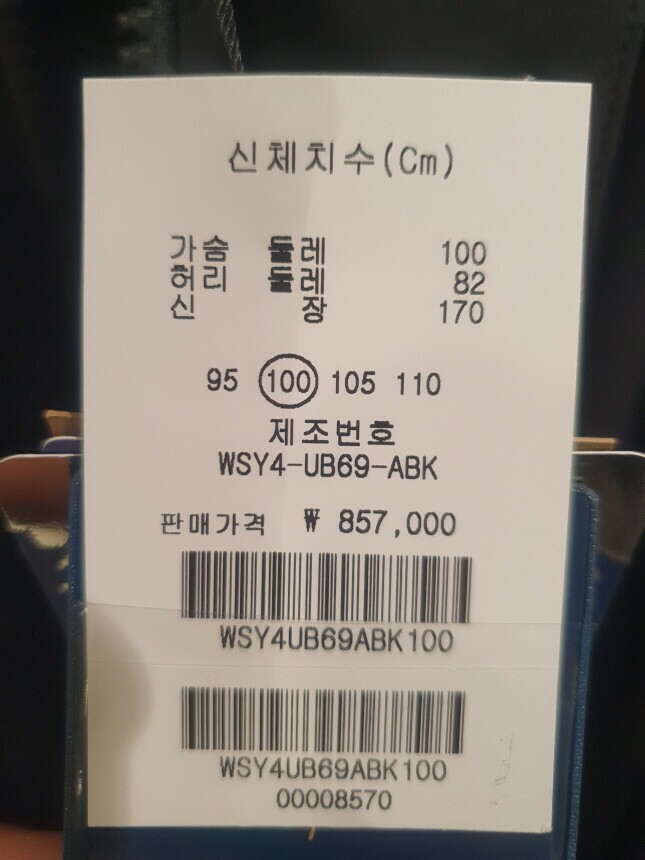 신체치수(Cm)
가슴 둘레 100
허리 둘레 82
신 장 170
95 100 105 110
제조번호
WSY4-UB69-ABK
판매가격 ₩ 857,000
WSY4UB69ABK100
WSY4UB69ABK100
00008570